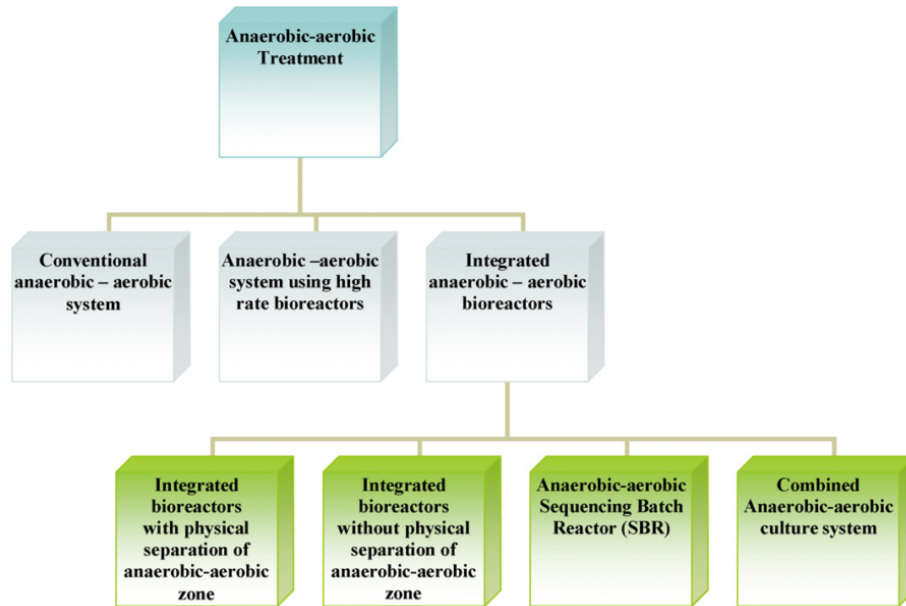 Anaerobic-aerobic
Treatment
Conventional
anaerobic – aerobic
system
Anaerobic –aerobic
system using high
rate bioreactors
Integrated
anaerobic – aerobic
bioreactors
Integrated
bioreactors
with physical
separation of
anaerobic-aerobic
zone
Integrated
bioreactors
without physical
separation of
anaerobic-aerobic
zone
Anaerobic-aerobic
Sequencing Batch
Reactor (SBR)
Combined
Anaerobic-aerobic
culture system